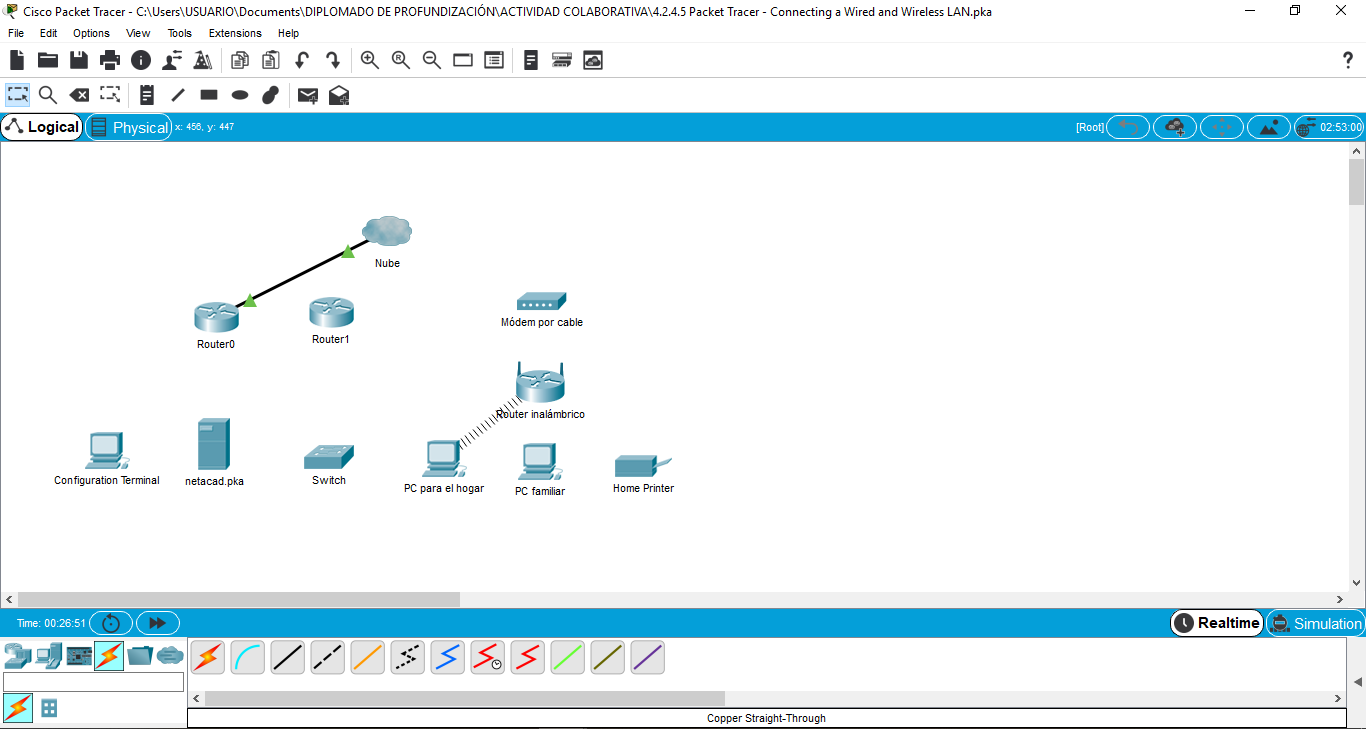 Cisco Packet Tracer - C:\Users\USUARIO\Documents\DIPLOMADO DE PROFUNDIZACIÓN\ACTIVIDAD COLABORATIVA\4.2.4.5 Packet Tracer - Connecting a Wired and Wireless LAN.pka
File Edit Options View Tools Extensions Help
Logical Physical x: 456, y: 447 [Root] 02:53:00
Nube
Router0
Router1
Módem por cable
Router inalámbrico
Configuration Terminal
netacad.pka
Switch
PC para el hogar
PC familiar
Home Printer
Time: 00:26:51 Realtime Simulation
Copper Straight-Through